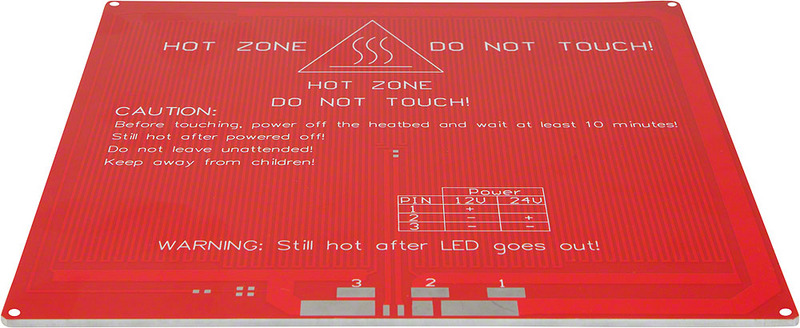 HOT ZONE DO NOT TOUCH!
HOT ZONE
DO NOT TOUCH!
CAUTION:
Before touching, power off the heatbed and wait at least 10 minutes!
Still hot after powered off!
Do not leave unattended!
Keep away from children!
Power
PIN 12V 24V
1 +
2 - +
3 - -
WARNING: Still hot after LED goes out!
3 2 1